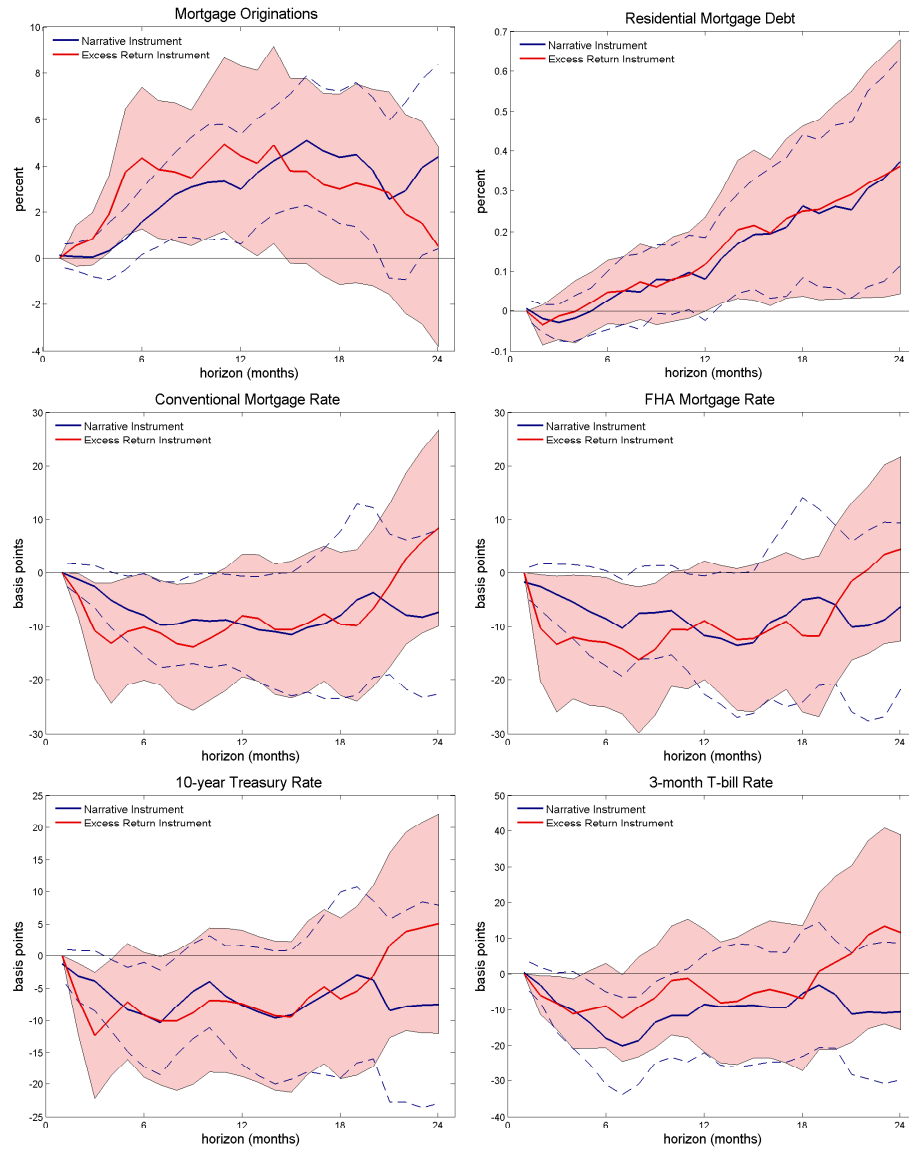 Mortgage Originations
Narrative Instrument
Excess Return Instrument
percent
10
8
6
4
2
0
-2
-4
0 6 12 18 24
horizon (months)
Residential Mortgage Debt
Narrative Instrument
Excess Return Instrument
percent
0.7
0.6
0.5
0.4
0.3
0.2
0.1
0
-0.1
0 6 12 18 24
horizon (months)
Conventional Mortgage Rate
Narrative Instrument
Excess Return Instrument
basis points
30
20
10
0
-10
-20
-30
0 6 12 18 24
horizon (months)
FHA Mortgage Rate
Narrative Instrument
Excess Return Instrument
basis points
30
20
10
0
-10
-20
-30
0 6 12 18 24
horizon (months)
10-year Treasury Rate
Narrative Instrument
Excess Return Instrument
basis points
25
20
15
10
5
0
-5
-10
-15
-20
-25
0 6 12 18 24
horizon (months)
3-month T-bill Rate
Narrative Instrument
Excess Return Instrument
basis points
50
40
30
20
10
0
-10
-20
-30
-40
0 6 12 18 24
horizon (months)